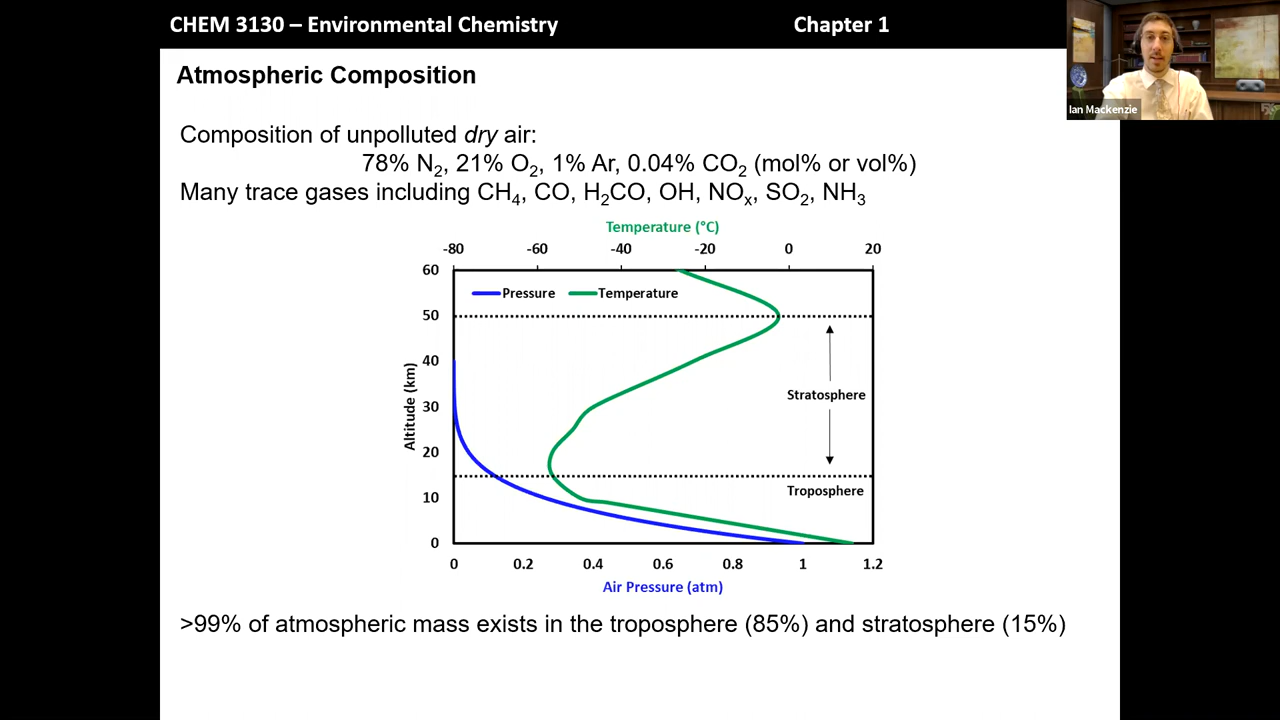 CHEM 3130 – Environmental Chemistry
Chapter 1
Ian Mackenzie
Atmospheric Composition
Composition of unpolluted dry air:
78% N₂, 21% O₂, 1% Ar, 0.04% CO₂ (mol% or vol%)
Many trace gases including CH₄, CO, H₂CO, OH, NOₓ, SO₂, NH₃
Temperature (°C)
-80 -60 -40 -20 0 20
60
Pressure Temperature
50
40
Stratosphere
30
Altitude (km)
20
Troposphere
10
0
0 0.2 0.4 0.6 0.8 1 1.2
Air Pressure (atm)
>99% of atmospheric mass exists in the troposphere (85%) and stratosphere (15%)